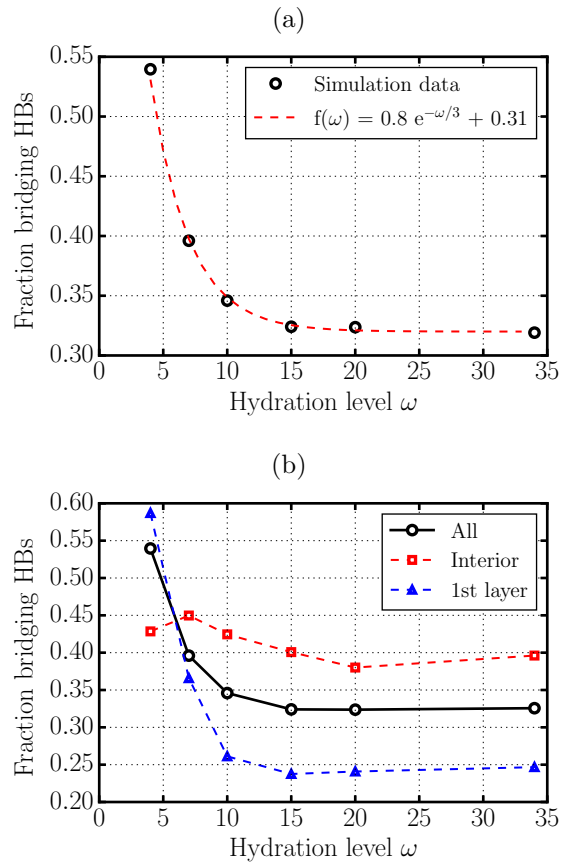 (a)
0.55
0.50
0.45
0.40
0.35
0.30
Fraction bridging HBs
Simulation data
f(ω) = 0.8 e^{-ω/3} + 0.31
0 5 10 15 20 25 30 35
Hydration level ω
(b)
0.60
0.55
0.50
0.45
0.40
0.35
0.30
0.25
0.20
Fraction bridging HBs
All
Interior
1st layer
0 5 10 15 20 25 30 35
Hydration level ω